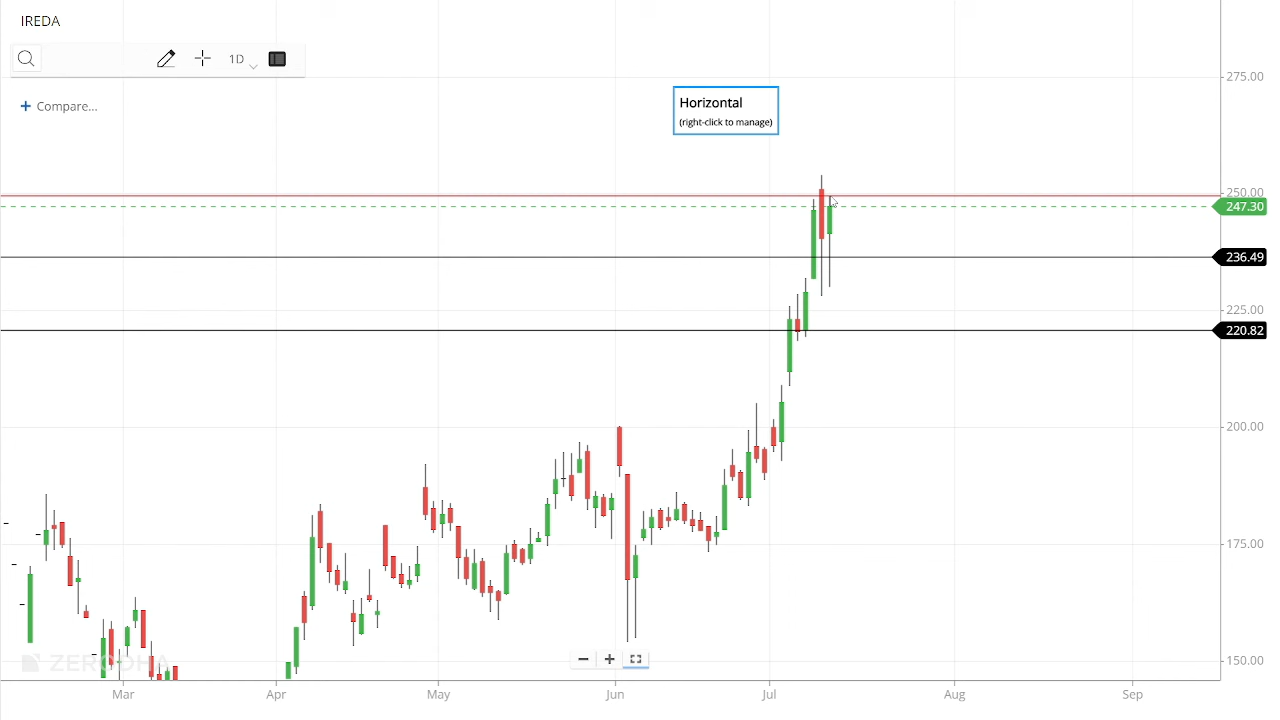 IREDA
1D
+ Compare...
Horizontal
(right-click to manage)
275.00
250.00
247.30
236.49
225.00
220.82
200.00
175.00
150.00
ZERODHA
Mar
Apr
May
Jun
Jul
Aug
Sep